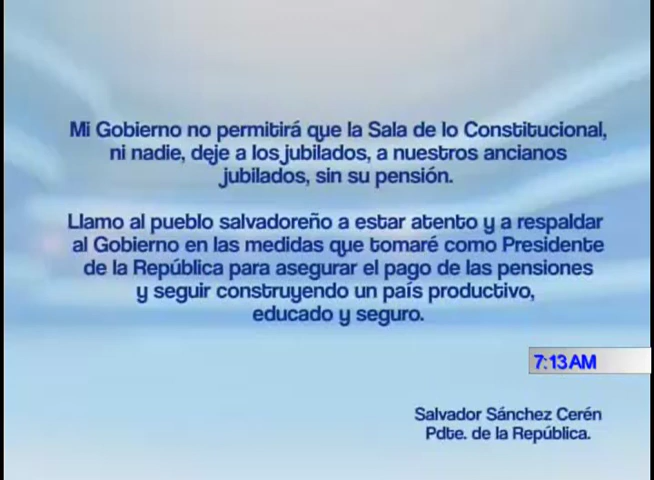 Mi Gobierno no permitirá que la Sala de lo Constitucional,
ni nadie, deje a los jubilados, a nuestros ancianos
jubilados, sin su pensión.
Llamo al pueblo salvadoreño a estar atento y a respaldar
al Gobierno en las medidas que tomaré como Presidente
de la República para asegurar el pago de las pensiones
y seguir construyendo un país productivo,
educado y seguro.
7:13 AM
Salvador Sánchez Cerén
Pdte. de la República.